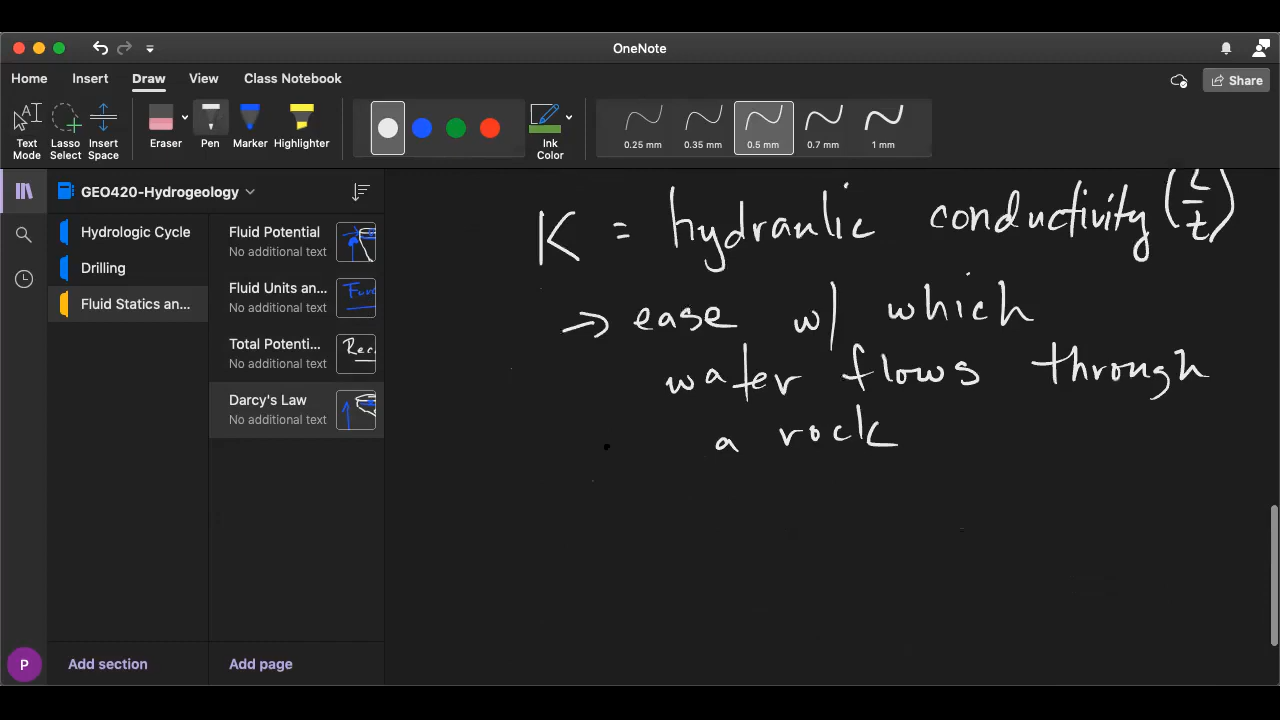 OneNote
Home Insert Draw View Class Notebook
Share
Text Mode
Lasso Select
Insert Space
Eraser
Pen
Marker
Highlighter
Ink Color
0.25 mm
0.35 mm
0.5 mm
0.7 mm
1 mm
GEO420-Hydrogeology
Hydrologic Cycle
Drilling
Fluid Statics an...
Fluid Potential
No additional text
Fluid Units an...
No additional text
Total Potenti...
No additional text
Darcy's Law
No additional text
K = hydraulic conductivity (L/t)
→ ease w/ which
water flows through
a rock
P
Add section
Add page